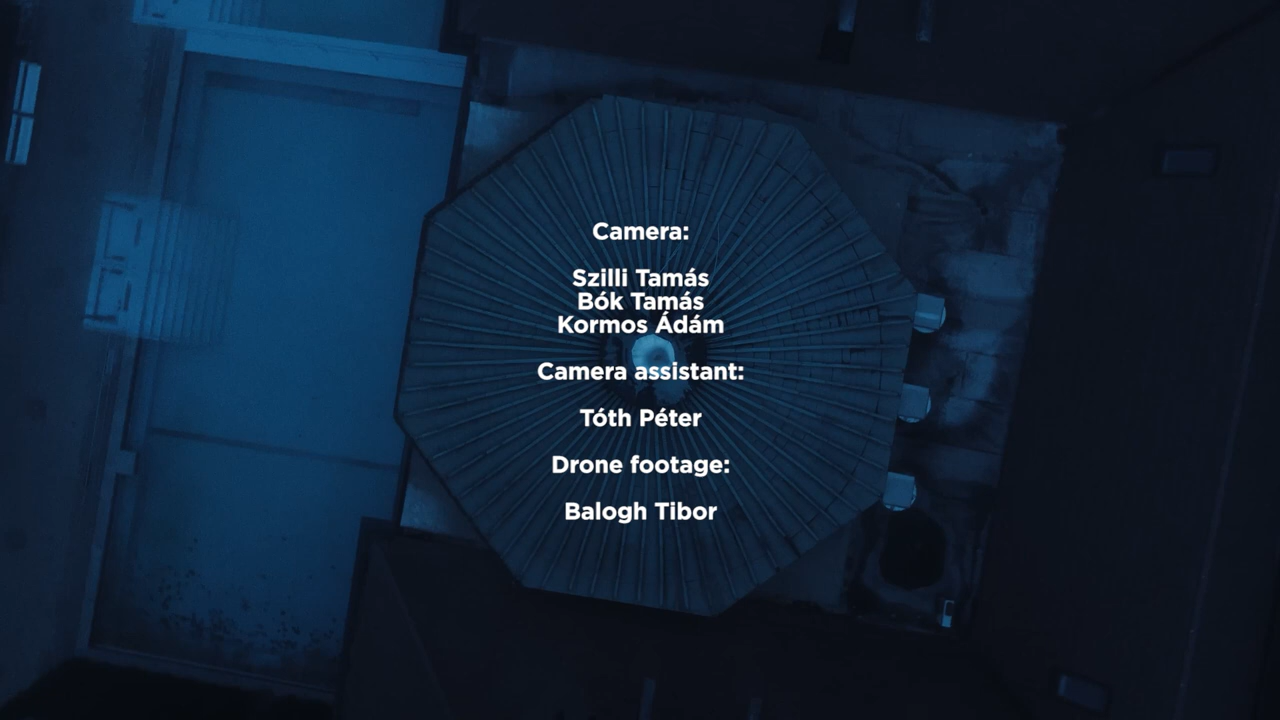 Camera:
Szilli Tamás
Bók Tamás
Kormos Ádám
Camera assistant:
Tóth Péter
Drone footage:
Balogh Tibor